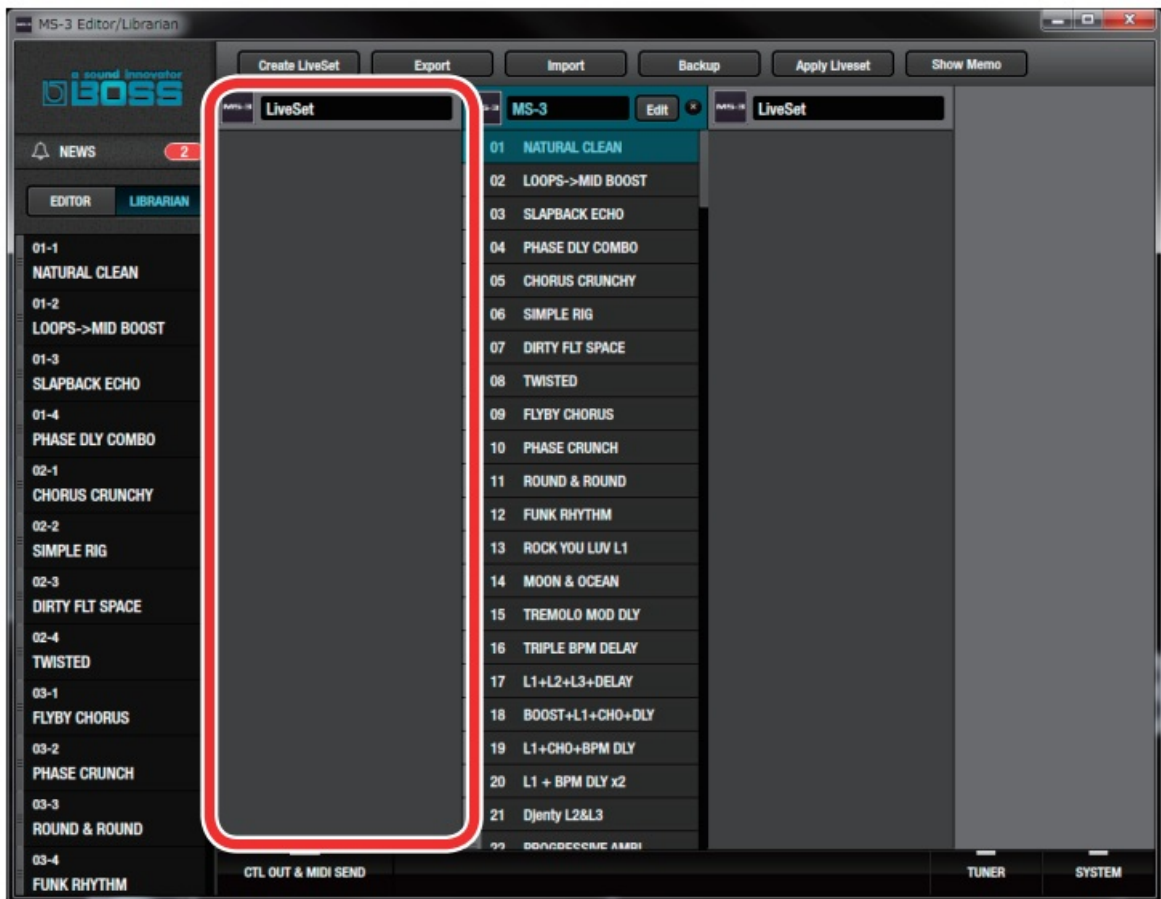 MS-3 Editor/Librarian
a sound innovator
BOSS
Create LiveSet Export Import Backup Apply Liveset Show Memo
NEWS 2
EDITOR LIBRARIAN
01-1
NATURAL CLEAN
01-2
LOOPS->MID BOOST
01-3
SLAPBACK ECHO
01-4
PHASE DLY COMBO
02-1
CHORUS CRUNCHY
02-2
SIMPLE RIG
02-3
DIRTY FLT SPACE
02-4
TWISTED
03-1
FLYBY CHORUS
03-2
PHASE CRUNCH
03-3
ROUND & ROUND
03-4
FUNK RHYTHM
MS-3 LiveSet
MS-3 Edit
01 NATURAL CLEAN
02 LOOPS->MID BOOST
03 SLAPBACK ECHO
04 PHASE DLY COMBO
05 CHORUS CRUNCHY
06 SIMPLE RIG
07 DIRTY FLT SPACE
08 TWISTED
09 FLYBY CHORUS
10 PHASE CRUNCH
11 ROUND & ROUND
12 FUNK RHYTHM
13 ROCK YOU LUV L1
14 MOON & OCEAN
15 TREMOLO MOD DLY
16 TRIPLE BPM DELAY
17 L1+L2+L3+DELAY
18 BOOST+L1+CHO+DLY
19 L1+CHO+BPM DLY
20 L1 + BPM DLY x2
21 Djenty L2&L3
22 PROGRESSIVE AMBI
MS-3 LiveSet
CTL OUT & MIDI SEND TUNER SYSTEM